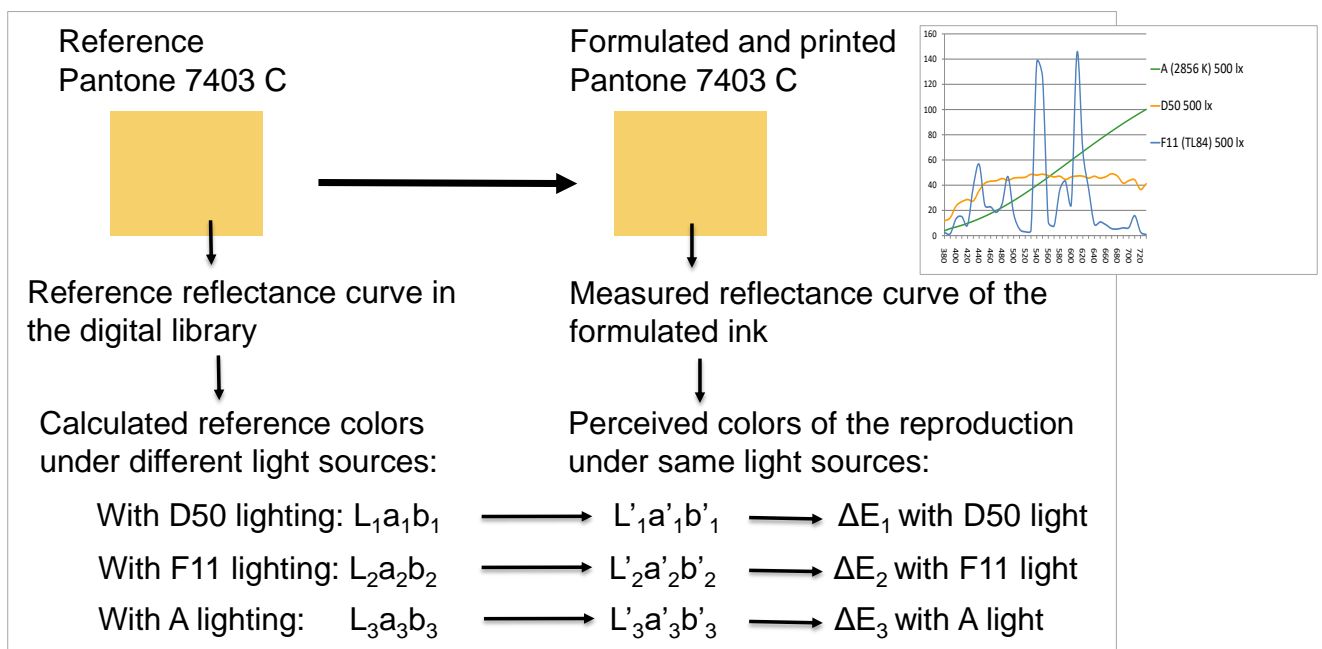 Reference
Pantone 7403 C
Formulated and printed
Pantone 7403 C
160
140
120
100
80
60
40
20
0
380
400
420
440
460
480
500
520
540
560
580
600
620
640
660
680
700
720
A (2856 K) 500 lx
D50 500 lx
F11 (TL84) 500 lx
Reference reflectance curve in
the digital library
Measured reflectance curve of the
formulated ink
Calculated reference colors
under different light sources:
Perceived colors of the reproduction
under same light sources:
With D50 lighting: L₁a₁b₁ L'₁a'₁b'₁ ΔE₁ with D50 light
With F11 lighting: L₂a₂b₂ L'₂a'₂b'₂ ΔE₂ with F11 light
With A lighting: L₃a₃b₃ L'₃a'₃b'₃ ΔE₃ with A light